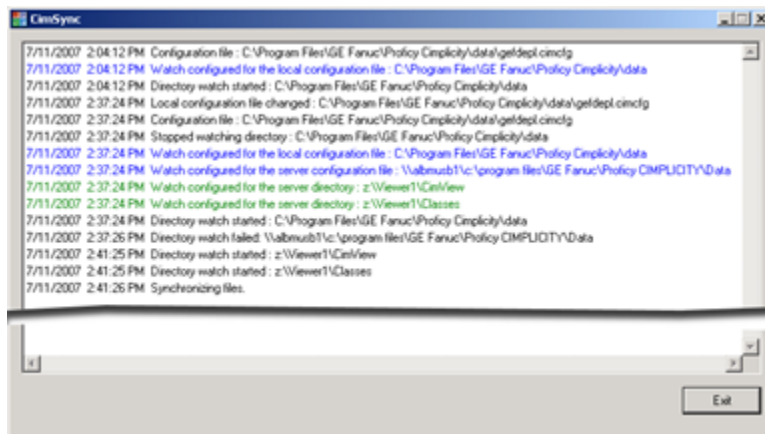 CimSync
7/11/2007 2:04:12 PM Configuration file : C:\Program Files\GE Fanuc\Proficy Cimplicity\data\gefdepl.cimcfg
7/11/2007 2:04:12 PM Watch configured for the local configuration file : C:\Program Files\GE Fanuc\Proficy Cimplicity\data
7/11/2007 2:04:12 PM Directory watch started : C:\Program Files\GE Fanuc\Proficy Cimplicity\data
7/11/2007 2:37:24 PM Local configuration file changed : C:\Program Files\GE Fanuc\Proficy Cimplicity\data\gefdepl.cimcfg
7/11/2007 2:37:24 PM Configuration file : C:\Program Files\GE Fanuc\Proficy Cimplicity\data\gefdepl.cimcfg
7/11/2007 2:37:24 PM Stopped watching directory : C:\Program Files\GE Fanuc\Proficy Cimplicity\data
7/11/2007 2:37:24 PM Watch configured for the local configuration file : C:\Program Files\GE Fanuc\Proficy Cimplicity\data
7/11/2007 2:37:24 PM Watch configured for the server configuration file : \\albmusb1\c:\program files\GE Fanuc\Proficy CIMPLICITY\Data
7/11/2007 2:37:24 PM Watch configured for the server directory : z:\Viewer1\CimView
7/11/2007 2:37:24 PM Watch configured for the server directory : z:\Viewer1\Classes
7/11/2007 2:37:24 PM Directory watch started : C:\Program Files\GE Fanuc\Proficy Cimplicity\data
7/11/2007 2:37:26 PM Directory watch failed: \\albmusb1\c:\program files\GE Fanuc\Proficy CIMPLICITY\Data
7/11/2007 2:41:25 PM Directory watch started : z:\Viewer1\CimView
7/11/2007 2:41:25 PM Directory watch started : z:\Viewer1\Classes
7/11/2007 2:41:26 PM Synchronizing files.
Exit